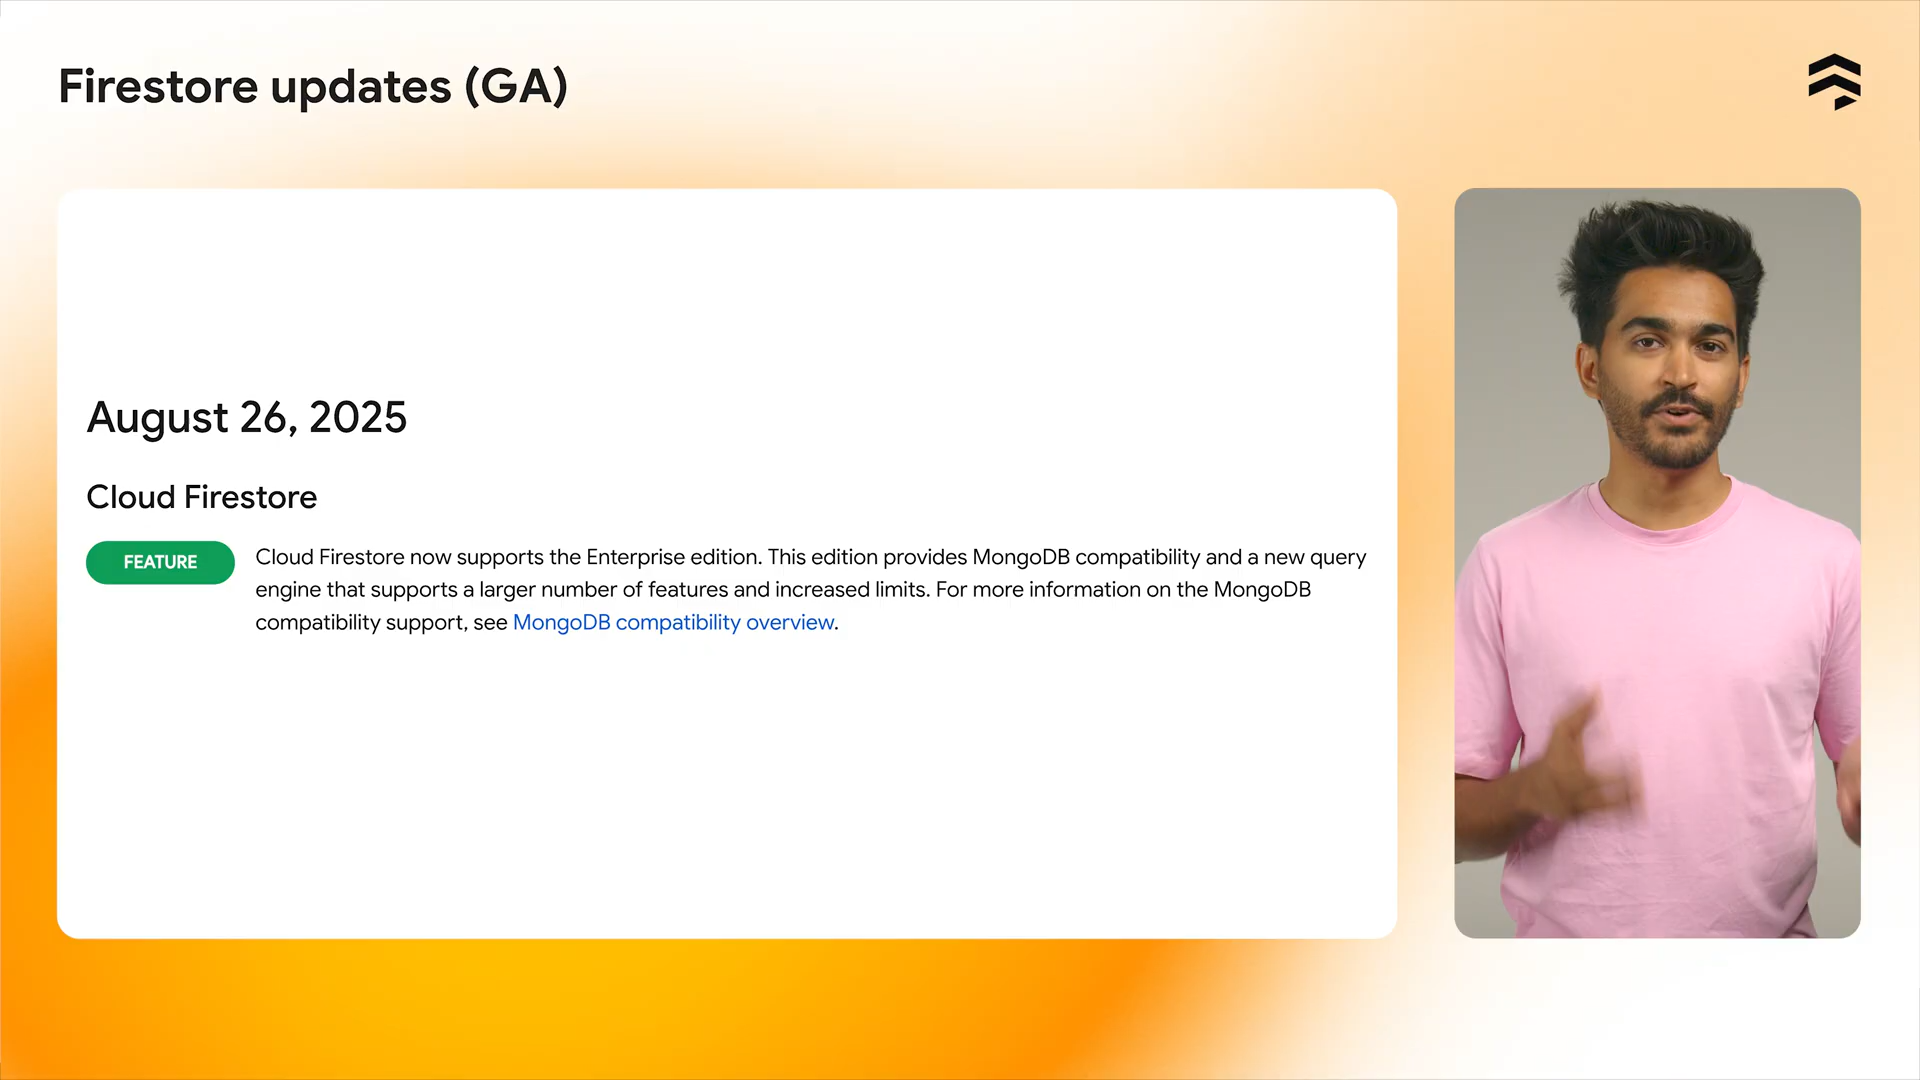 Firestore updates (GA)
August 26, 2025
Cloud Firestore
FEATURE
Cloud Firestore now supports the Enterprise edition. This edition provides MongoDB compatibility and a new query
engine that supports a larger number of features and increased limits. For more information on the MongoDB
compatibility support, see MongoDB compatibility overview.